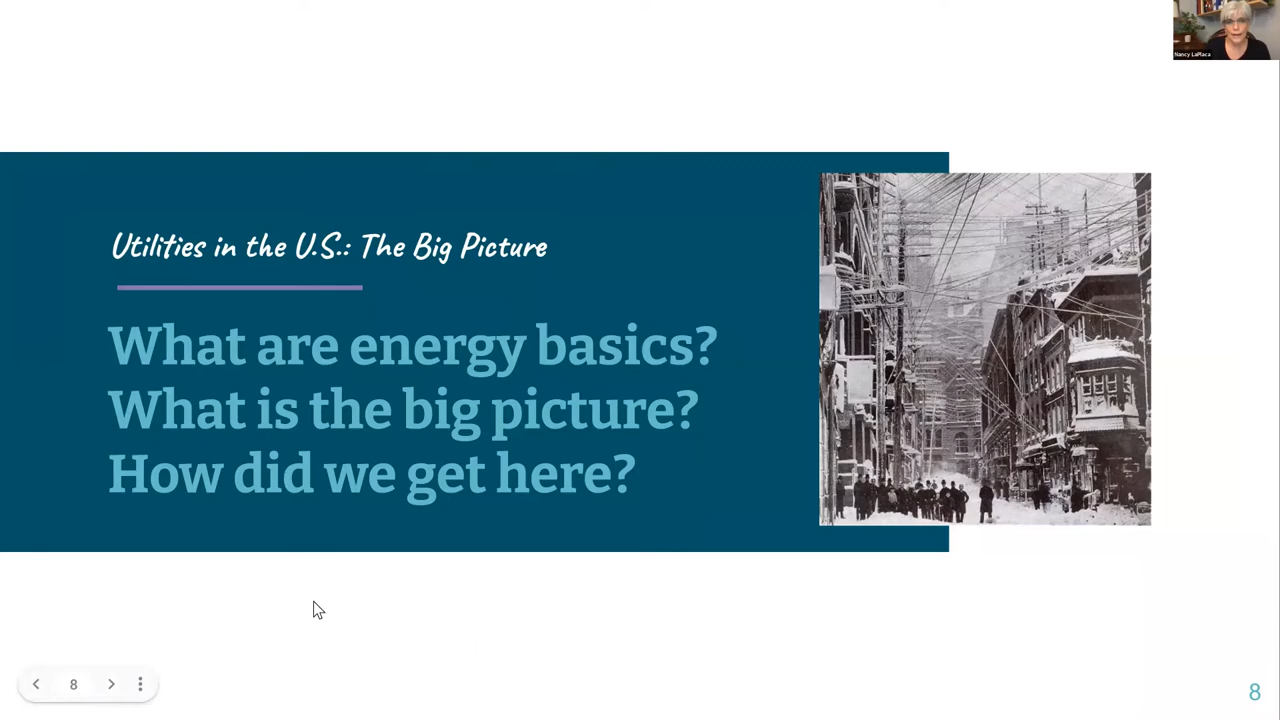 Nancy LaPlaca
Utilities in the U.S.: The Big Picture
What are energy basics?
What is the big picture?
How did we get here?
8
8